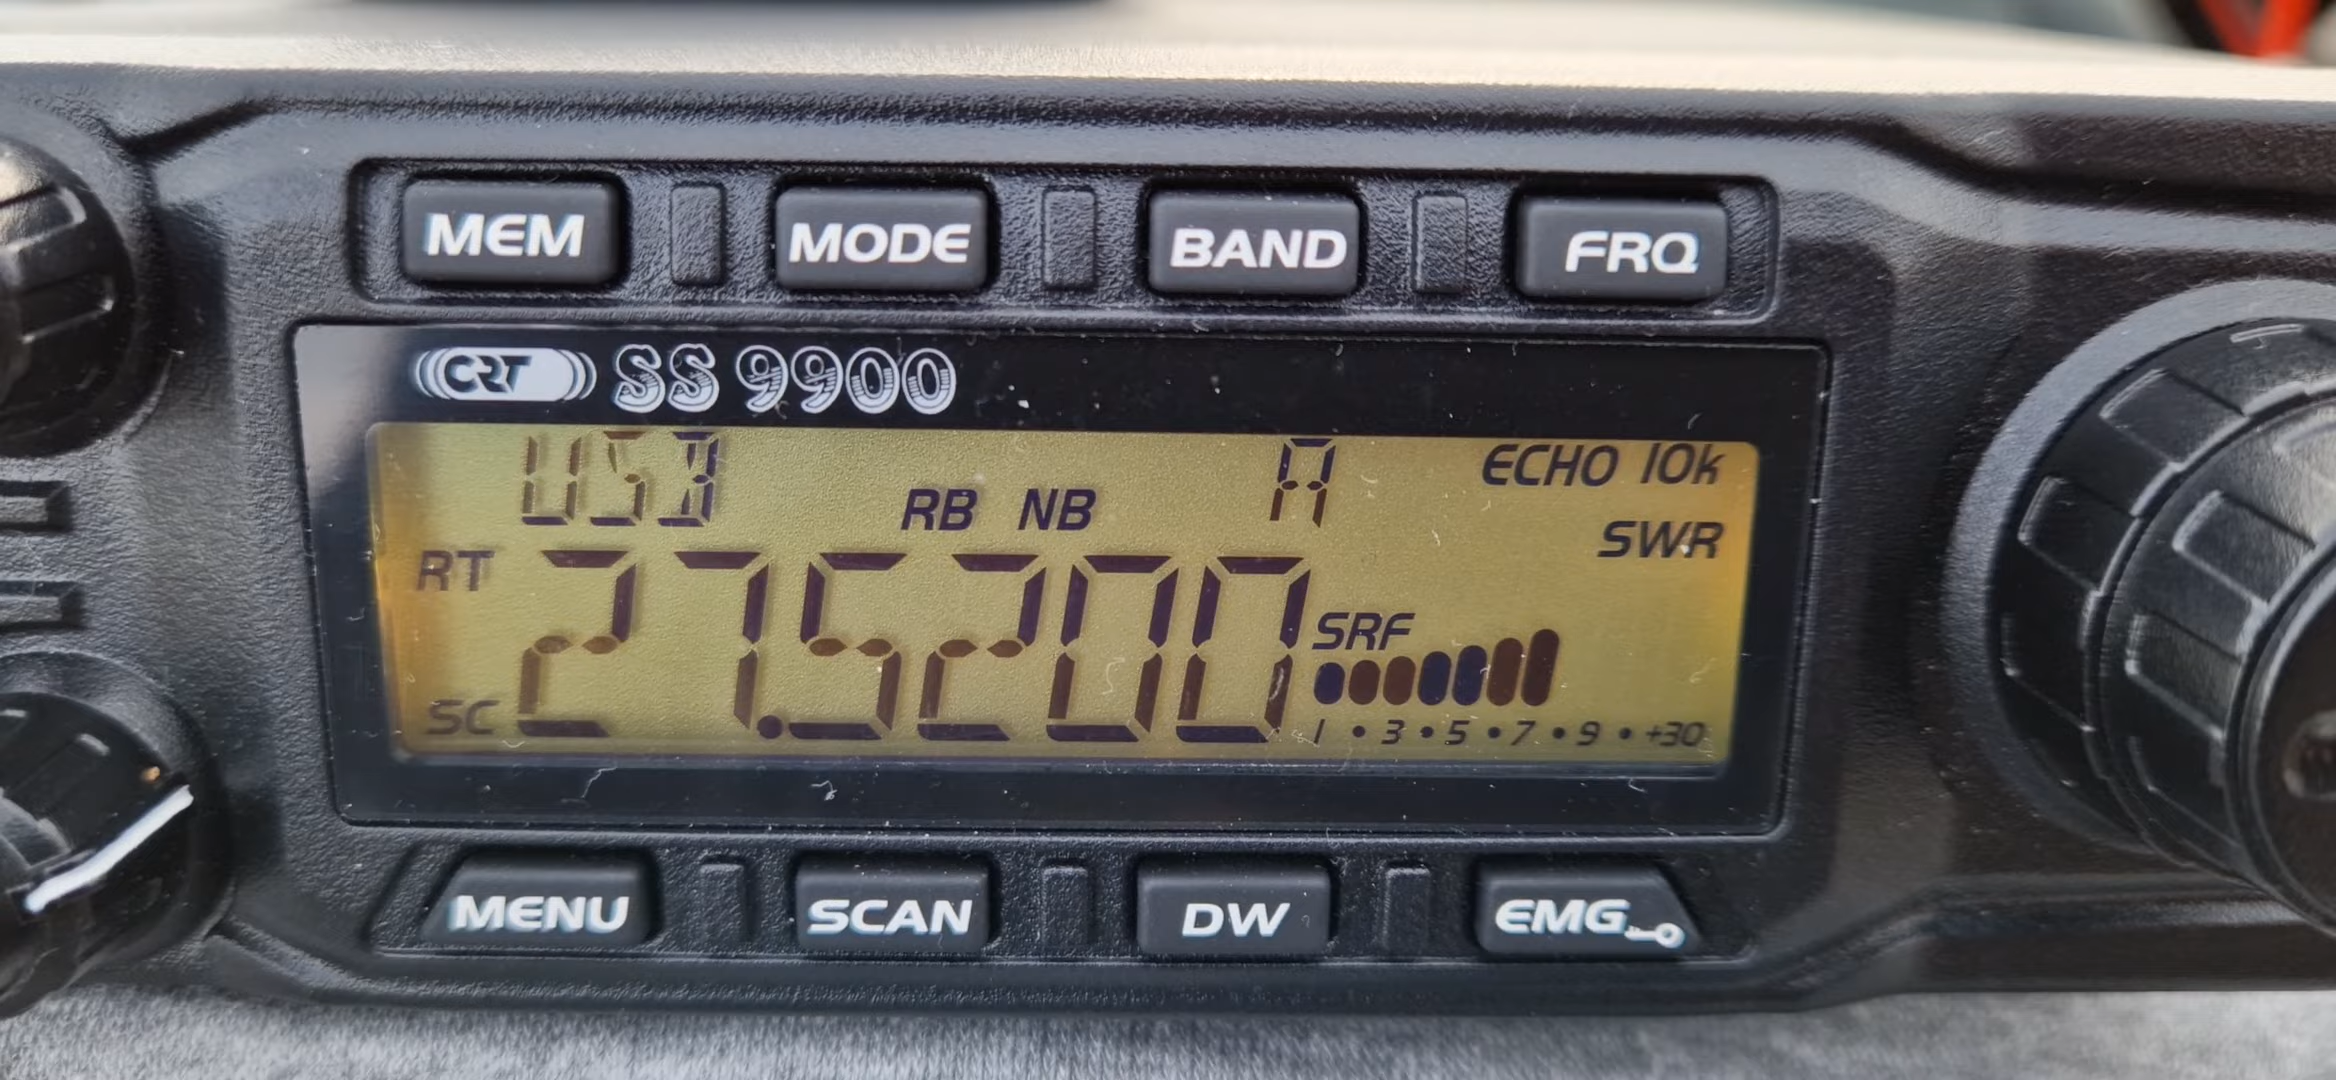 MEM MODE BAND FRQ
CRT SS 9900
USB RB NB A ECHO 10k
SWR
RT 27.5200
SRF
SC 1 • 3 • 5 • 7 • 9 • +30
MENU SCAN DW EMG